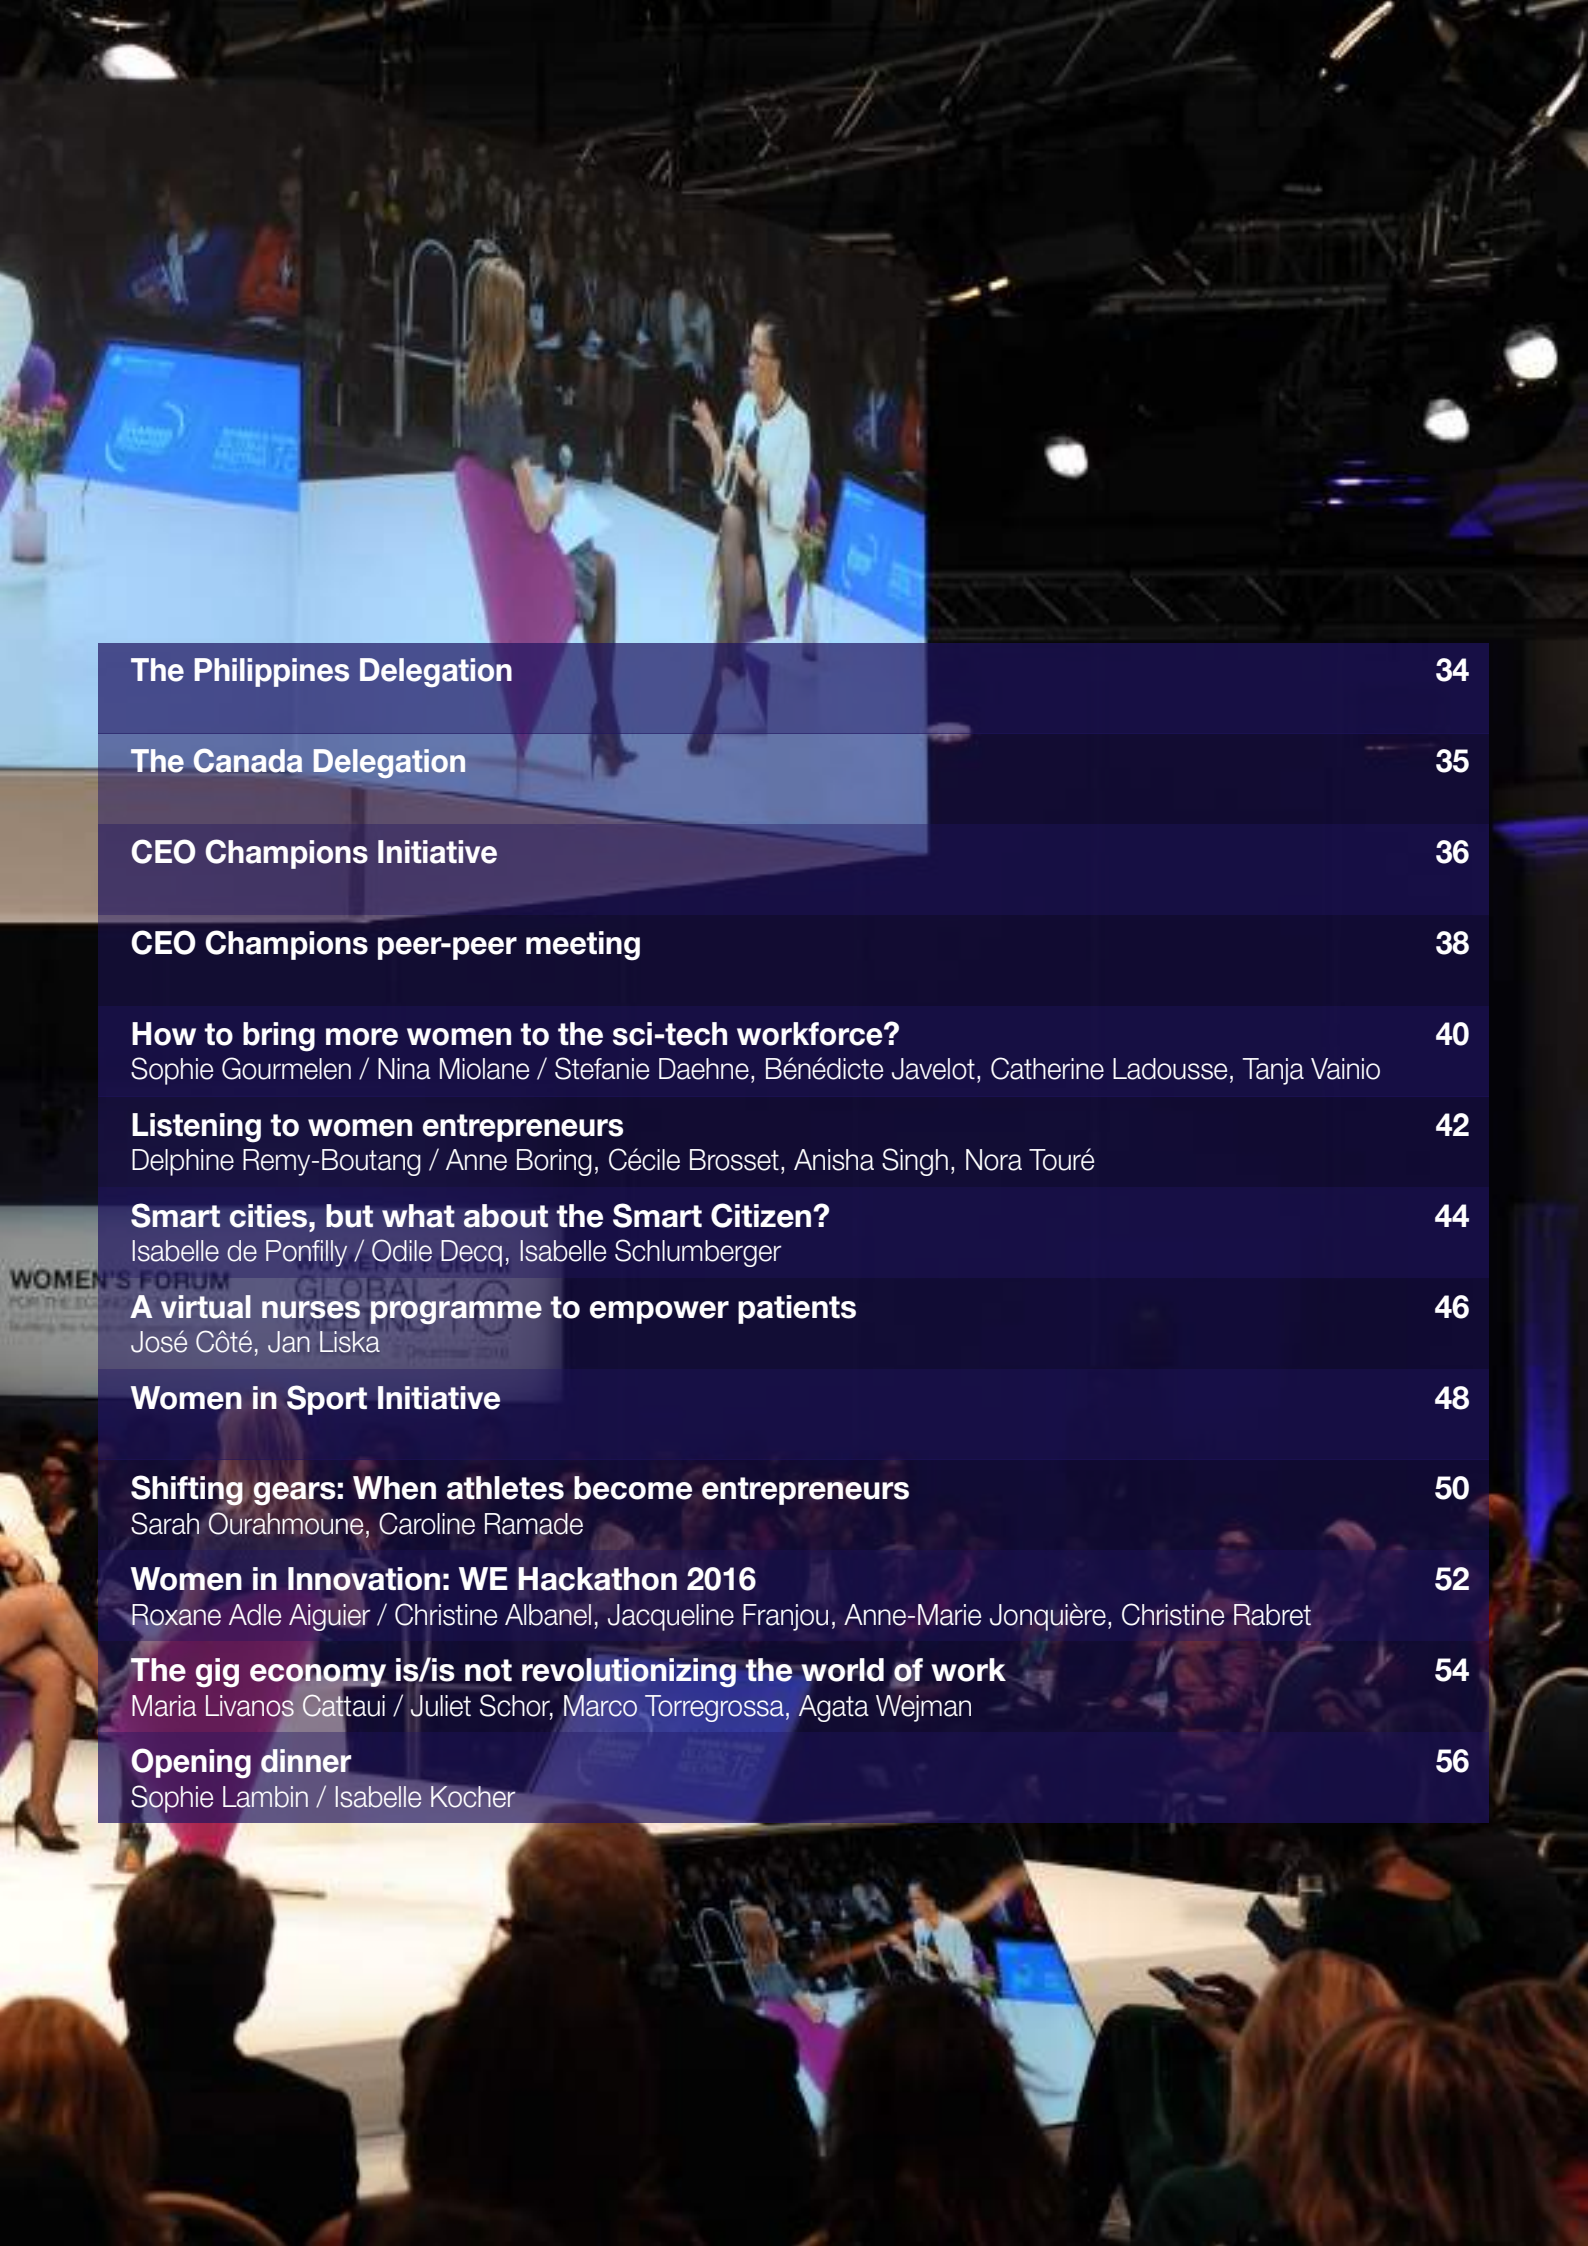 The Philippines Delegation 34
The Canada Delegation 35
CEO Champions Initiative 36
CEO Champions peer-peer meeting 38
How to bring more women to the sci-tech workforce? 40
Sophie Gourmelen / Nina Miolane / Stefanie Daehne, Bénédicte Javelot, Catherine Ladousse, Tanja Vainio
Listening to women entrepreneurs 42
Delphine Remy-Boutang / Anne Boring, Cécile Brosset, Anisha Singh, Nora Touré
Smart cities, but what about the Smart Citizen? 44
Isabelle de Ponfilly / Odile Decq, Isabelle Schlumberger
WOMEN'S FORUM
WOMEN'S FORUM
GLOBAL
MEETING 16
A virtual nurses programme to empower patients 46
José Côté, Jan Liska
December 2016
Women in Sport Initiative 48
Shifting gears: When athletes become entrepreneurs 50
Sarah Ourahmoune, Caroline Ramade
Women in Innovation: WE Hackathon 2016 52
Roxane Adle Aiguier / Christine Albanel, Jacqueline Franjou, Anne-Marie Jonquière, Christine Rabret
The gig economy is/is not revolutionizing the world of work 54
Maria Livanos Cattaui / Juliet Schor, Marco Torregrossa, Agata Wejman
Opening dinner 56
Sophie Lambin / Isabelle Kocher